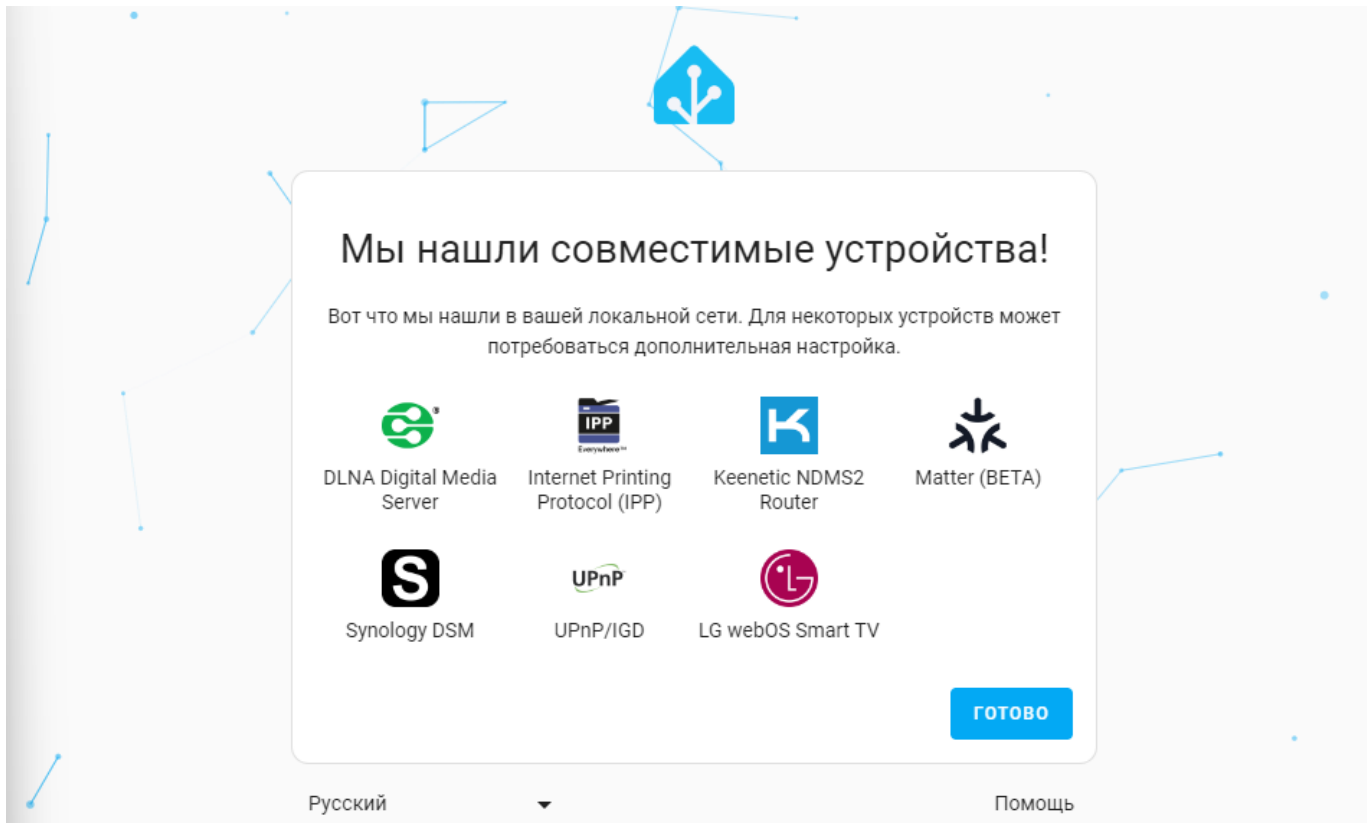 Мы нашли совместимые устройства!
Вот что мы нашли в вашей локальной сети. Для некоторых устройств может
потребоваться дополнительная настройка.
IPP
Everywhere™
DLNA Digital Media
Server
Internet Printing
Protocol (IPP)
Keenetic NDMS2
Router
Matter (BETA)
S
UPnP
LG
Synology DSM
UPnP/IGD
LG webOS Smart TV
ГОТОВО
Русский
Помощь